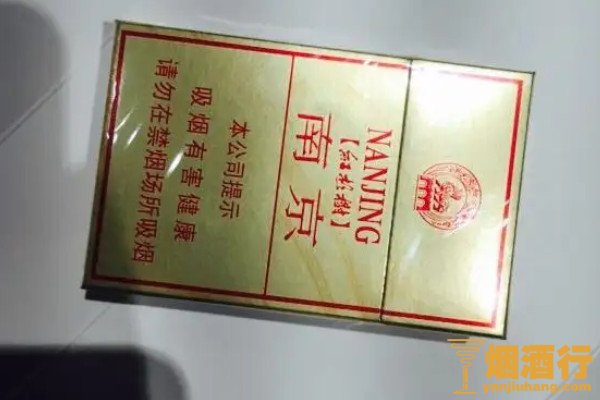 NANJING
【红杉树】
南京
本公司提示
吸烟有害健康
请勿在禁烟场所吸烟
烟酒行
yanjiuhang.com